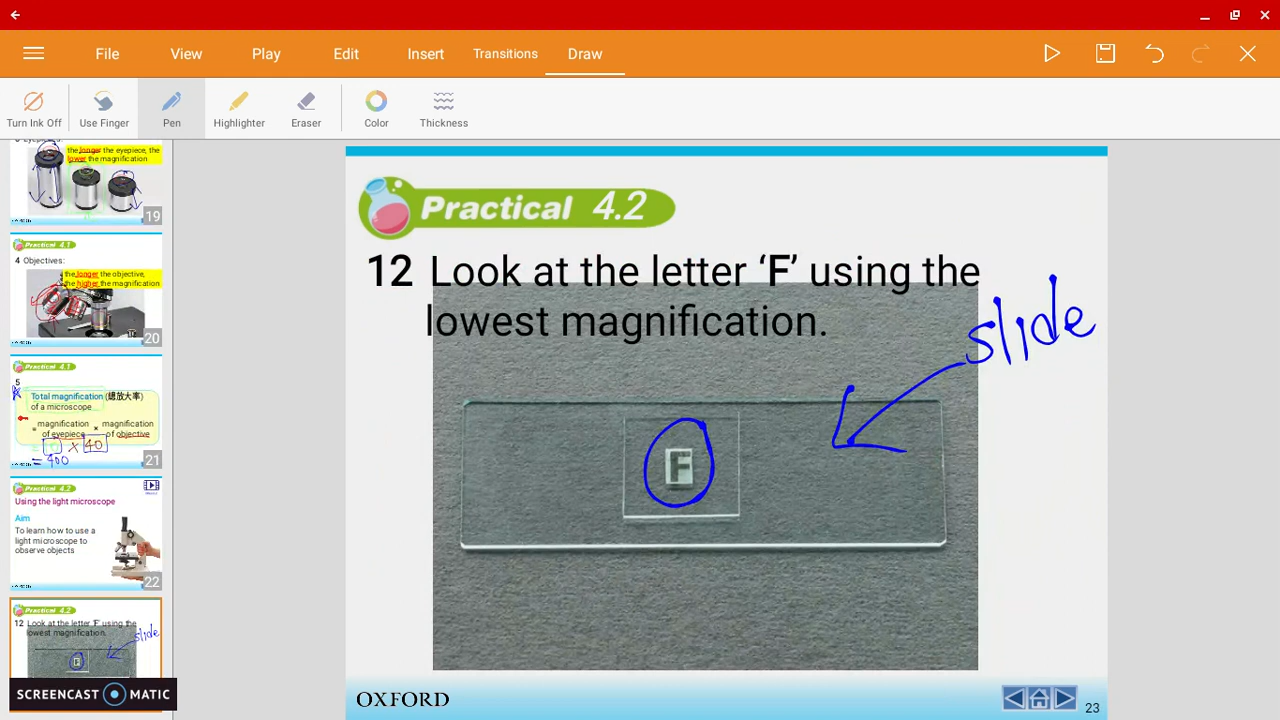 File View Play Edit Insert Transitions Draw
Turn Ink Off Use Finger Pen Highlighter Eraser Color Thickness
the longer the eyepiece, the
lower the magnification
19
Practical 4.1
4 Objectives:
the longer the objective,
the higher the magnification
20
Practical 4.1
5
Total magnification (總放大率)
of a microscope
= magnification of eyepiece × magnification of objective
= 10 × 40
= 400
21
Practical 4.2
Using the light microscope
Aim
To learn how to use a
light microscope to
observe objects
22
Practical 4.2
12 Look at the letter F using the
lowest magnification.
slide
F
SCREENCAST MATIC
Practical 4.2
12 Look at the letter ‘F’ using the
lowest magnification.
slide
F
OXFORD
23